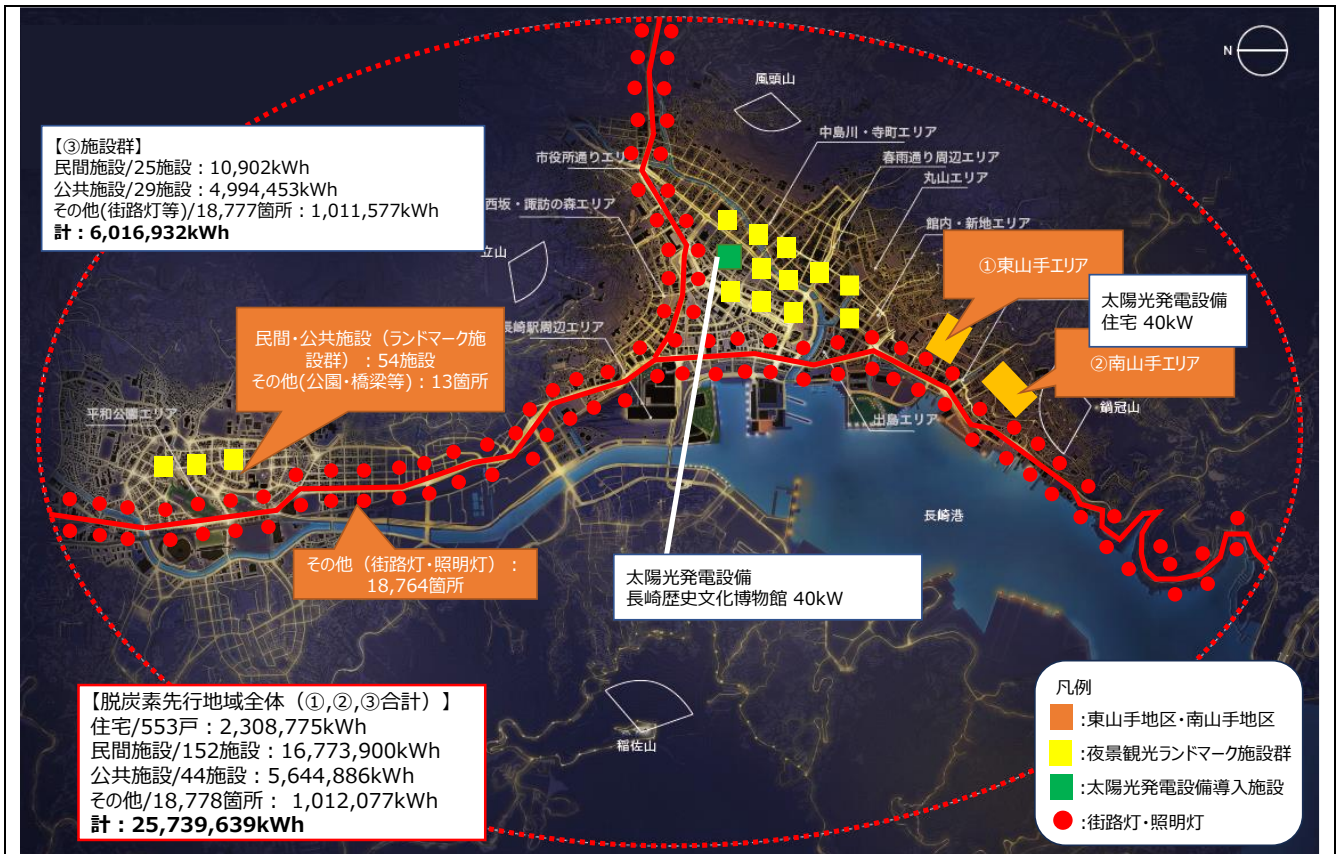 N
風頭山
【③施設群】
民間施設/25施設：10,902kWh
公共施設/29施設：4,994,453kWh
その他(街路灯等)/18,777箇所：1,011,577kWh
計：6,016,932kWh
中島川・寺町エリア
市役所通りエリ
春雨通り周辺エリア
丸山エリア
西坂・諏訪の森エリア
館内・新地エリア
立山
①東山手エリア
太陽光発電設備
住宅 40kW
民間・公共施設（ランドマーク施
設群）：54施設
その他(公園・橋梁等)：13箇所
長崎駅周辺エリア
②南山手エリア
平和公園エリア
鍋冠山
出島エリア
長崎港
その他（街路灯・照明灯）：
18,764箇所
太陽光発電設備
長崎歴史文化博物館 40kW
【脱炭素先行地域全体（①,②,③合計）】
住宅/553戸：2,308,775kWh
民間施設/152施設：16,773,900kWh
公共施設/44施設：5,644,886kWh
その他/18,778箇所： 1,012,077kWh
計：25,739,639kWh
稲佐山
凡例
:東山手地区・南山手地区
:夜景観光ランドマーク施設群
:太陽光発電設備導入施設
:街路灯・照明灯